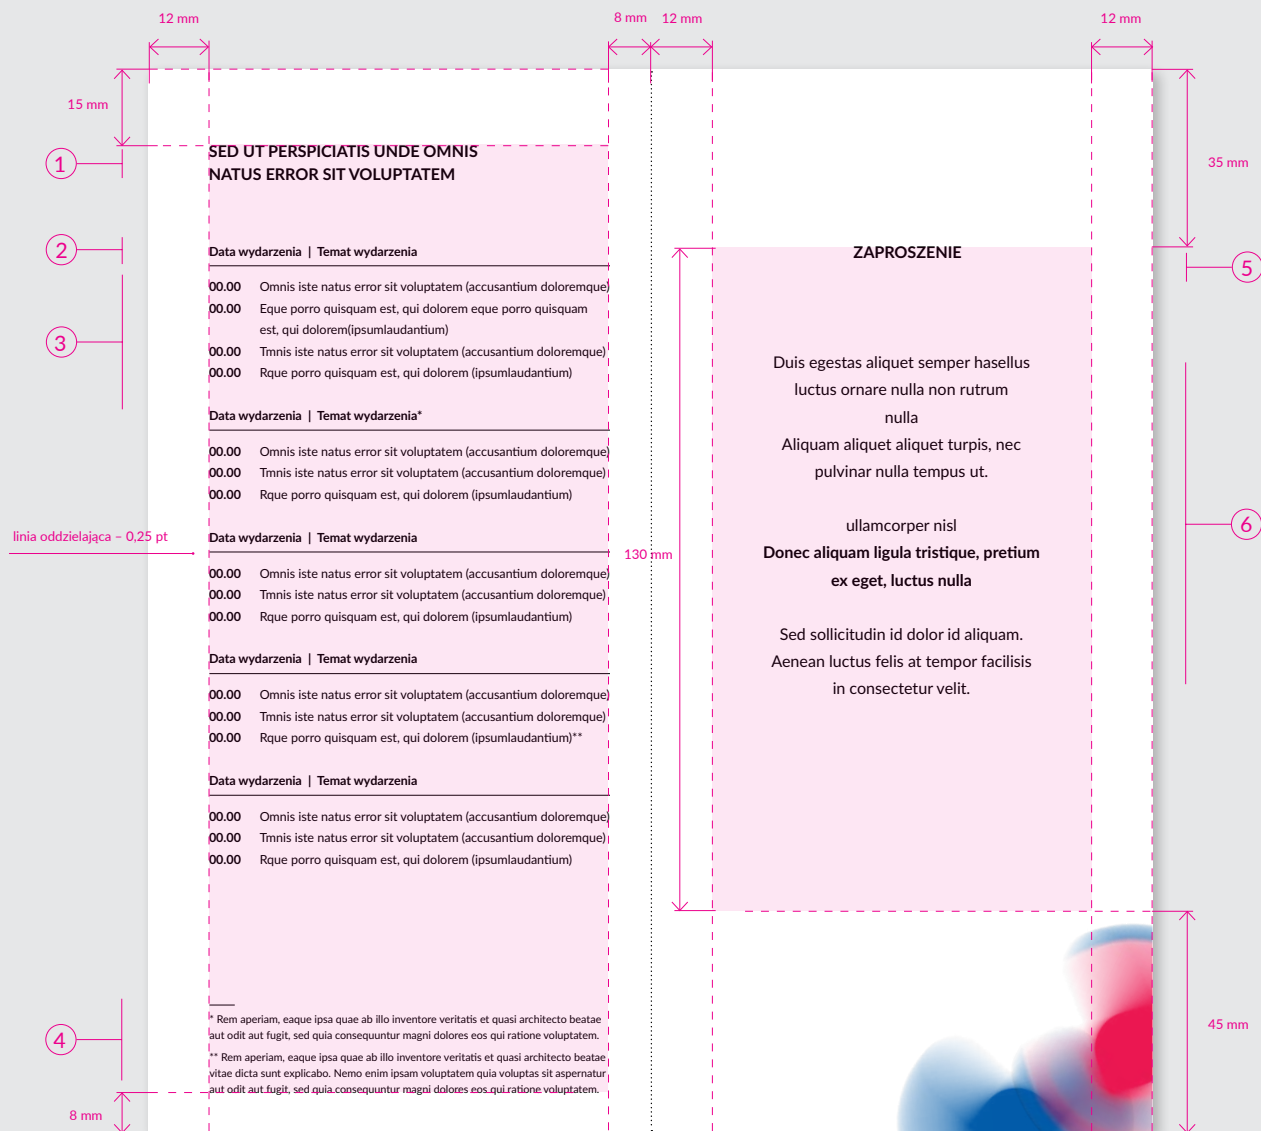 12 mm
8 mm
12 mm
12 mm
15 mm
35 mm
1
SED UT PERSPICIATIS UNDE OMNIS
NATUS ERROR SIT VOLUPTATEM
2
Data wydarzenia | Temat wydarzenia
3
00.00 Omnis iste natus error sit voluptatem (accusantium doloremque)
00.00 Eque porro quisquam est, qui dolorem eque porro quisquam
est, qui dolorem(ipsumlaudantium)
00.00 Tmnis iste natus error sit voluptatem (accusantium doloremque)
00.00 Rque porro quisquam est, qui dolorem (ipsumlaudantium)
Data wydarzenia | Temat wydarzenia*
00.00 Omnis iste natus error sit voluptatem (accusantium doloremque)
00.00 Tmnis iste natus error sit voluptatem (accusantium doloremque)
00.00 Rque porro quisquam est, qui dolorem (ipsumlaudantium)
linia oddzielająca – 0,25 pt
Data wydarzenia | Temat wydarzenia
00.00 Omnis iste natus error sit voluptatem (accusantium doloremque)
00.00 Tmnis iste natus error sit voluptatem (accusantium doloremque)
00.00 Rque porro quisquam est, qui dolorem (ipsumlaudantium)
Data wydarzenia | Temat wydarzenia
00.00 Omnis iste natus error sit voluptatem (accusantium doloremque)
00.00 Tmnis iste natus error sit voluptatem (accusantium doloremque)
00.00 Rque porro quisquam est, qui dolorem (ipsumlaudantium)**
Data wydarzenia | Temat wydarzenia
00.00 Omnis iste natus error sit voluptatem (accusantium doloremque)
00.00 Tmnis iste natus error sit voluptatem (accusantium doloremque)
00.00 Rque porro quisquam est, qui dolorem (ipsumlaudantium)
4
* Rem aperiam, eaque ipsa quae ab illo inventore veritatis et quasi architecto beatae
aut odit aut fugit, sed quia consequuntur magni dolores eos qui ratione voluptatem.
** Rem aperiam, eaque ipsa quae ab illo inventore veritatis et quasi architecto beatae
vitae dicta sunt explicabo. Nemo enim ipsam voluptatem quia voluptas sit aspernatur
aut odit aut fugit, sed quia consequuntur magni dolores eos qui ratione voluptatem.
8 mm
130 mm
ZAPROSZENIE
5
Duis egestas aliquet semper hasellus
luctus ornare nulla non rutrum
nulla
Aliquam aliquet aliquet turpis, nec
pulvinar nulla tempus ut.
6
ullamcorper nisl
Donec aliquam ligula tristique, pretium
ex eget, luctus nulla
Sed sollicitudin id dolor id aliquam.
Aenean luctus felis at tempor facilisis
in consectetur velit.
45 mm